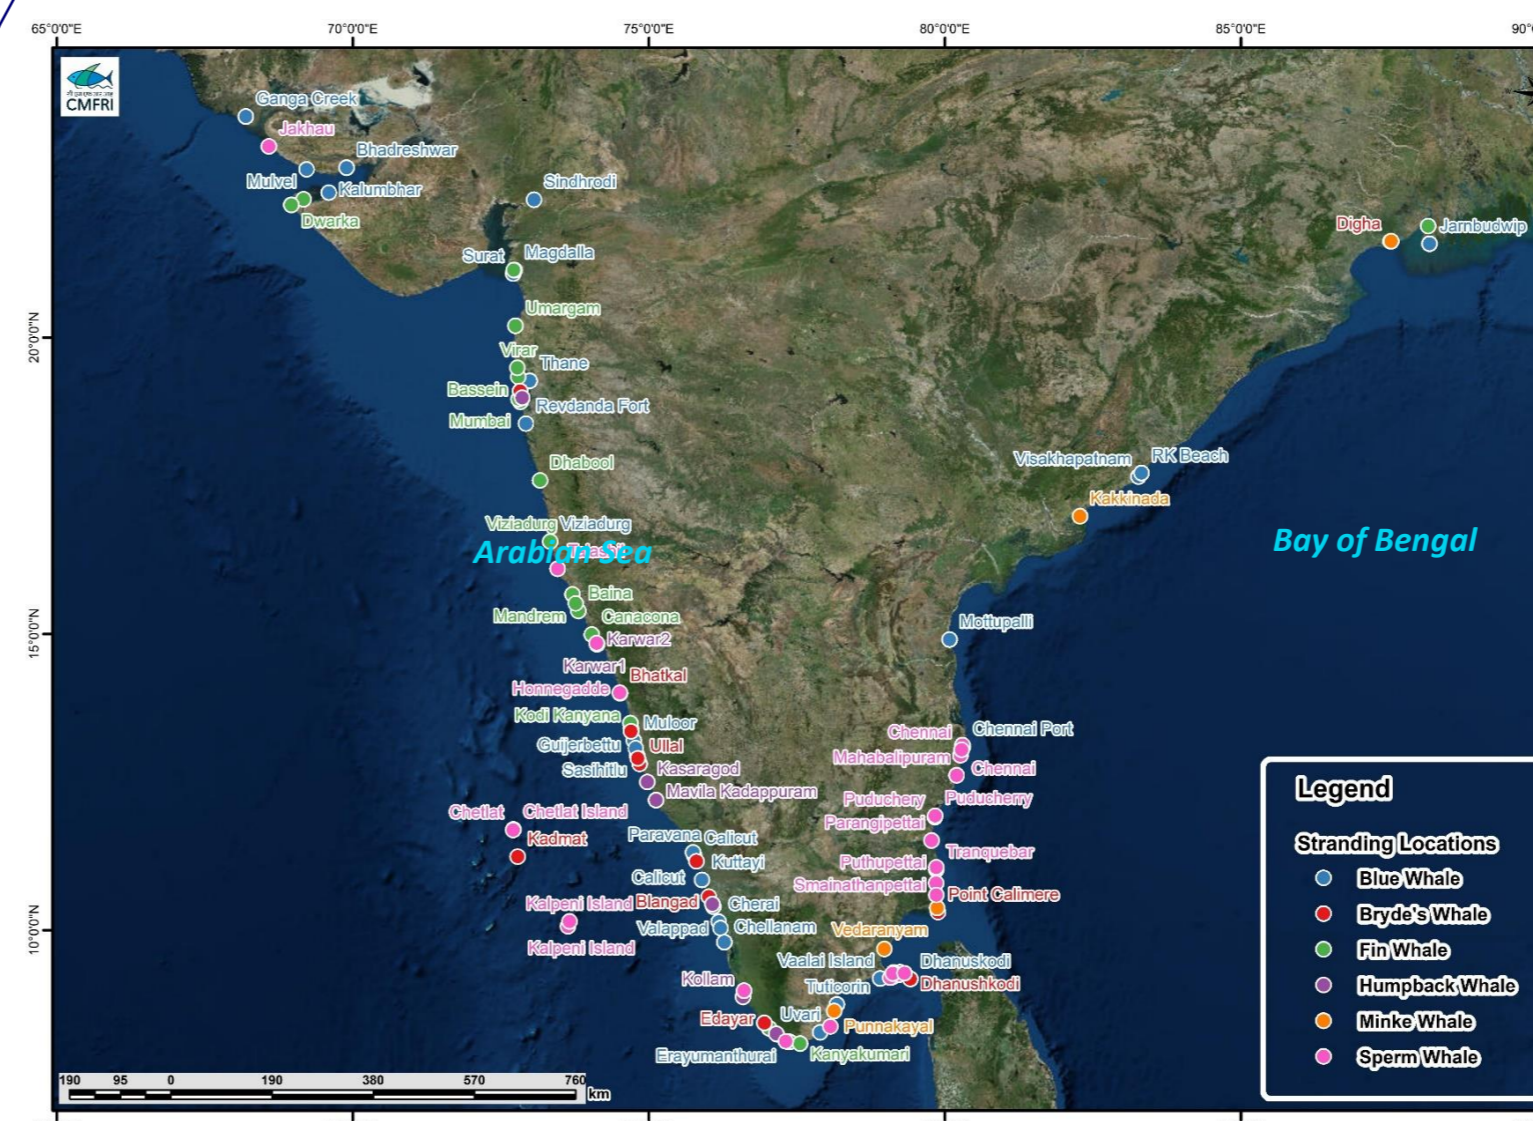 65°0'0"E 70°0'0"E 75°0'0"E 80°0'0"E 85°0'0"E
CMFRI
Ganga Creek
Jakhau
Bhadreshwar
Mulvel
Kalumbhar
Sindhrodi
Dwarka
Digha
Jarnbudwip
Surat
Magdalla
Umargam
20°0'0"N
Virar
Thane
Bassein
Revdanda Fort
Mumbai
Dhabool
Visakhapatnam
RK Beach
Kakkinada
Viziadurg
Viziadurg
Arabian Sea
Bay of Bengal
Baina
Mandrem
Canacona
15°0'0"N
Karwar2
Mottupalli
Karwar1
Bhatkal
Honnegadde
Kodi Kanyana
Muloor
Guijerbettu
Ullal
Sasihitlu
Kasaragod
Mavila Kadappuram
Chennai
Chennai Port
Mahabalipuram
Chennai
Puduchery
Puducherry
Parangipettai
Chetlat
Chetlat Island
Kadmat
Paravana
Calicut
Kuttayi
Tranquebar
Puthupettai
Calicut
Smainathanpettai
Blangad
Cherai
Point Calimere
Kalpeni Island
10°0'0"N
Valappad
Chellanam
Vedaranyam
Kalpeni Island
Vaalai Island
Dhanuskodi
Kollam
Tuticorin
Dhanushkodi
Edayar
Uvari
Punnakayal
Erayumanthurai
Kanyakumari
Legend
Stranding Locations
Blue Whale
Bryde's Whale
Fin Whale
Humpback Whale
Minke Whale
Sperm Whale
190 95 0 190 380 570 760
km